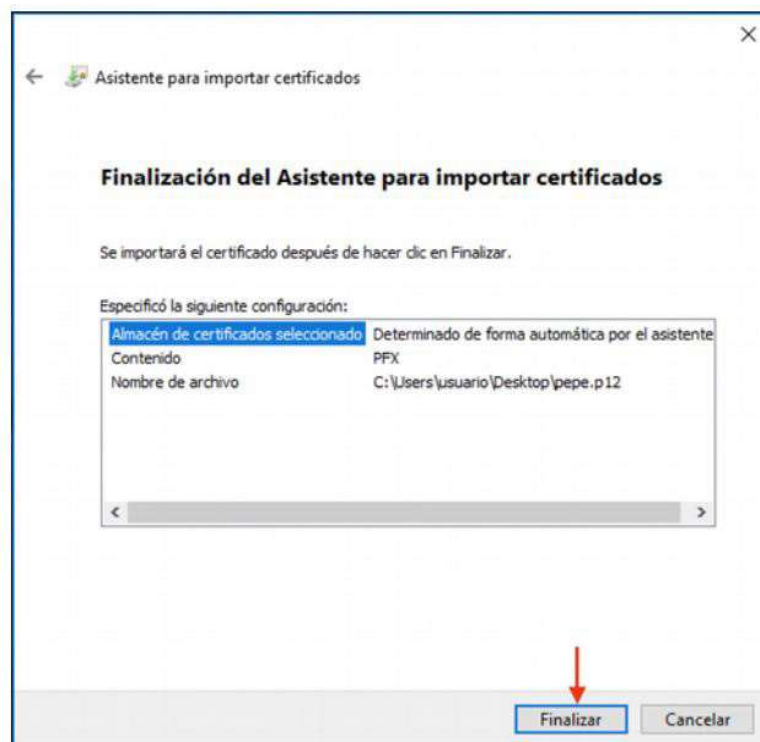 Asistente para importar certificados
Finalización del Asistente para importar certificados
Se importará el certificado después de hacer clic en Finalizar.
Especificó la siguiente configuración:
Almacén de certificados seleccionado Determinado de forma automática por el asistente
Contenido PFX
Nombre de archivo C:\Users\usuario\Desktop\pepe.p12
Finalizar Cancelar